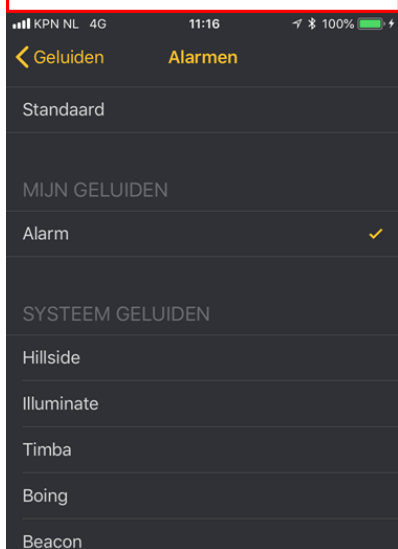 KPN NL 4G 11:16 100%
Geluiden Alarmen
Standaard
MIJN GELUIDEN
Alarm
SYSTEEM GELUIDEN
Hillside
Illuminate
Timba
Boing
Beacon